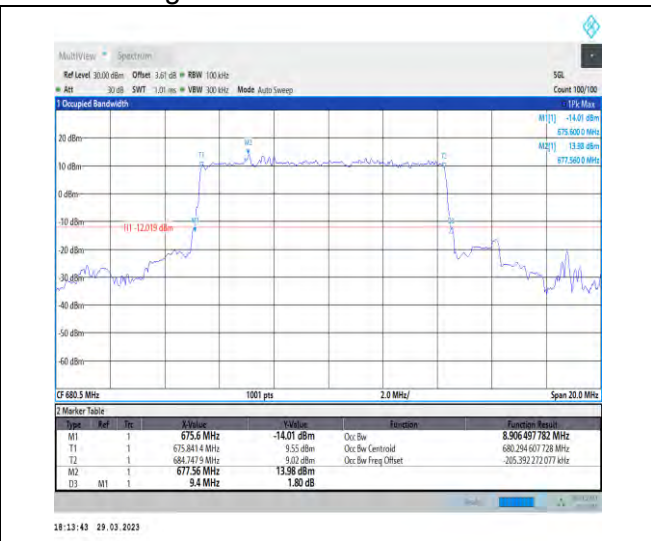 MultiView Spectrum
Ref Level 30.00 dBm Offset 3.61 dB RBW 100 kHz SGL
Att 30 dB SWT 1.01 ms VBW 300 kHz Mode Auto Sweep Count 100/100
1 Occupied Bandwidth 1Pk Max
M1[1] -14.01 dBm
675.600 0 MHz
M2[1] 13.98 dBm
677.560 0 MHz
20 dBm
M2
T1
T2
10 dBm
0 dBm
-10 dBm
H1 -12.019 dBm
M1
-20 dBm
-30 dBm
-40 dBm
-50 dBm
-60 dBm
CF 680.5 MHz 1001 pts 2.0 MHz/ Span 20.0 MHz
2 Marker Table
Type Ref Trc X-Value Y-Value Function Function Result
M1 1 675.6 MHz -14.01 dBm Occ Bw 8.906 497 782 MHz
T1 1 675.841 4 MHz 9.55 dBm Occ Bw Centroid 680.294 607 728 MHz
T2 1 684.747 9 MHz 9.02 dBm Occ Bw Freq Offset -205.392 272 077 kHz
M2 1 677.56 MHz 13.98 dBm
D3 M1 1 9.4 MHz 1.80 dB
18:13:43 29.03.2023